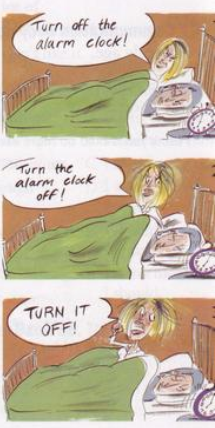 Turn off the
alarm clock!
Turn the
alarm clock
off!
TURN IT
OFF!